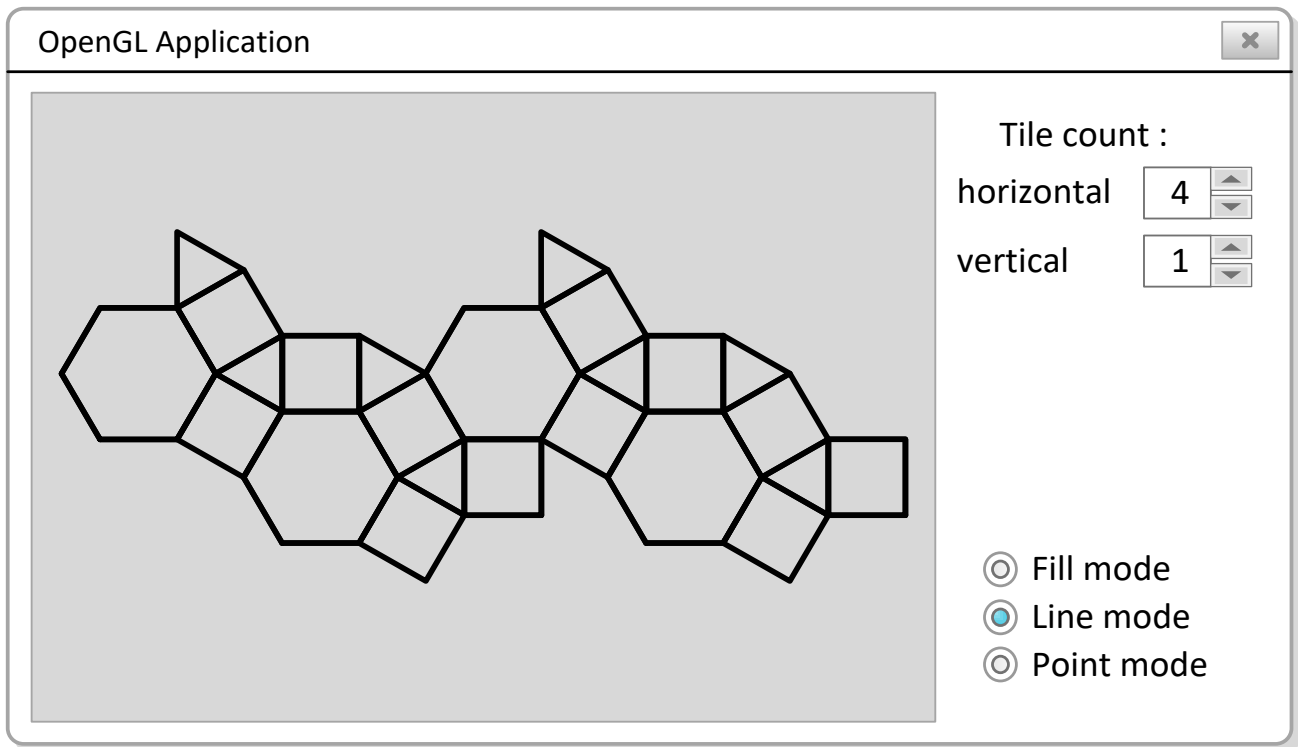 OpenGL Application
Tile count :
horizontal 4
vertical 1
Fill mode
Line mode
Point mode